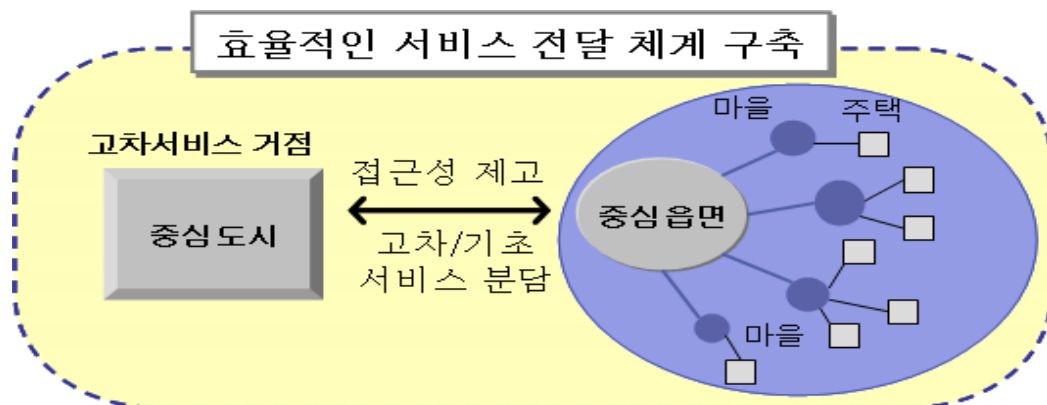 효율적인 서비스 전달 체계 구축
마을
주택
고차서비스 거점
접근성 제고
중심 도시
중심 읍면
고차/기초
서비스 분담
마을